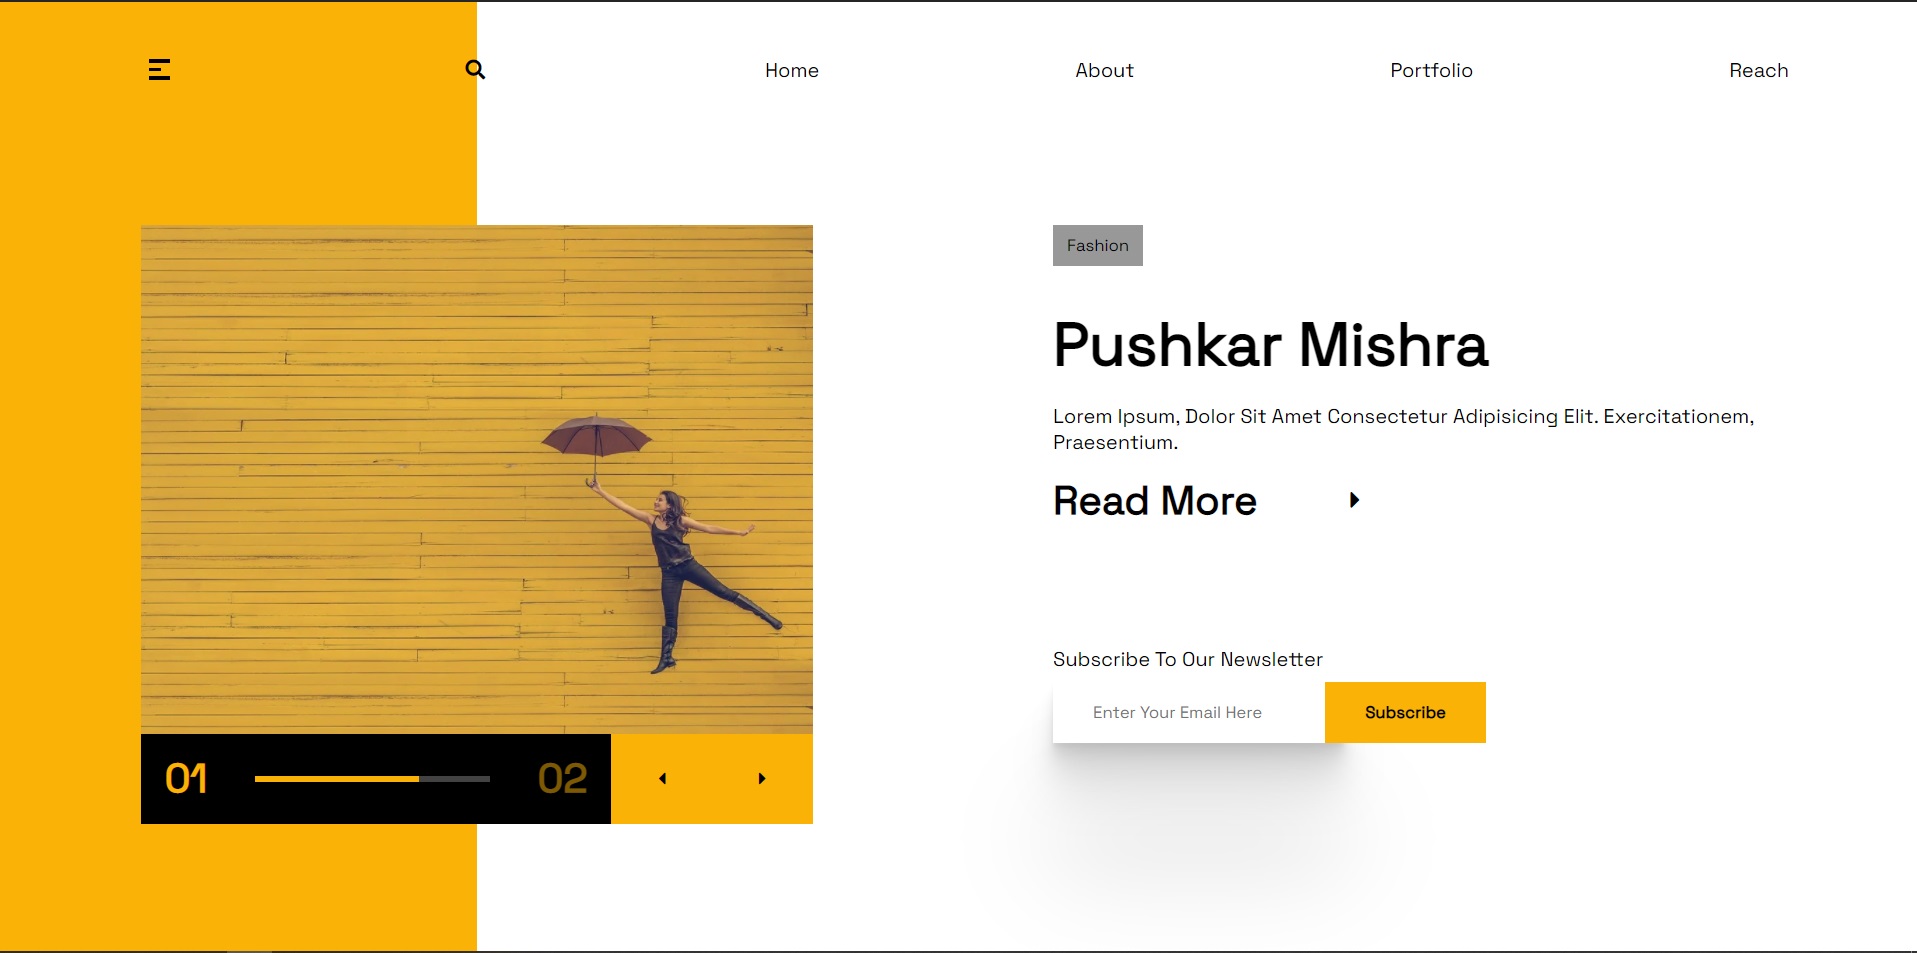 Home About Portfolio Reach
Fashion
Pushkar Mishra
Lorem Ipsum, Dolor Sit Amet Consectetur Adipisicing Elit. Exercitationem,
Praesentium.
Read More
Subscribe To Our Newsletter
Enter Your Email Here Subscribe
01 02